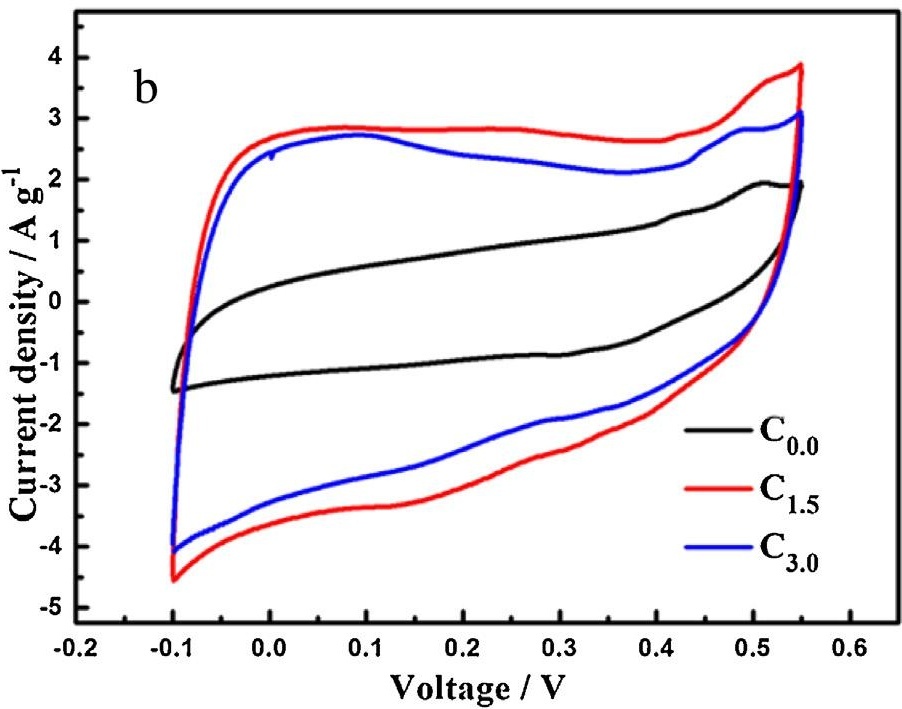 b
Current density / A g⁻¹
4
3
2
1
0
-1
-2
-3
-4
-5
C₀.₀
C₁.₅
C₃.₀
-0.2 -0.1 0.0 0.1 0.2 0.3 0.4 0.5 0.6
Voltage / V